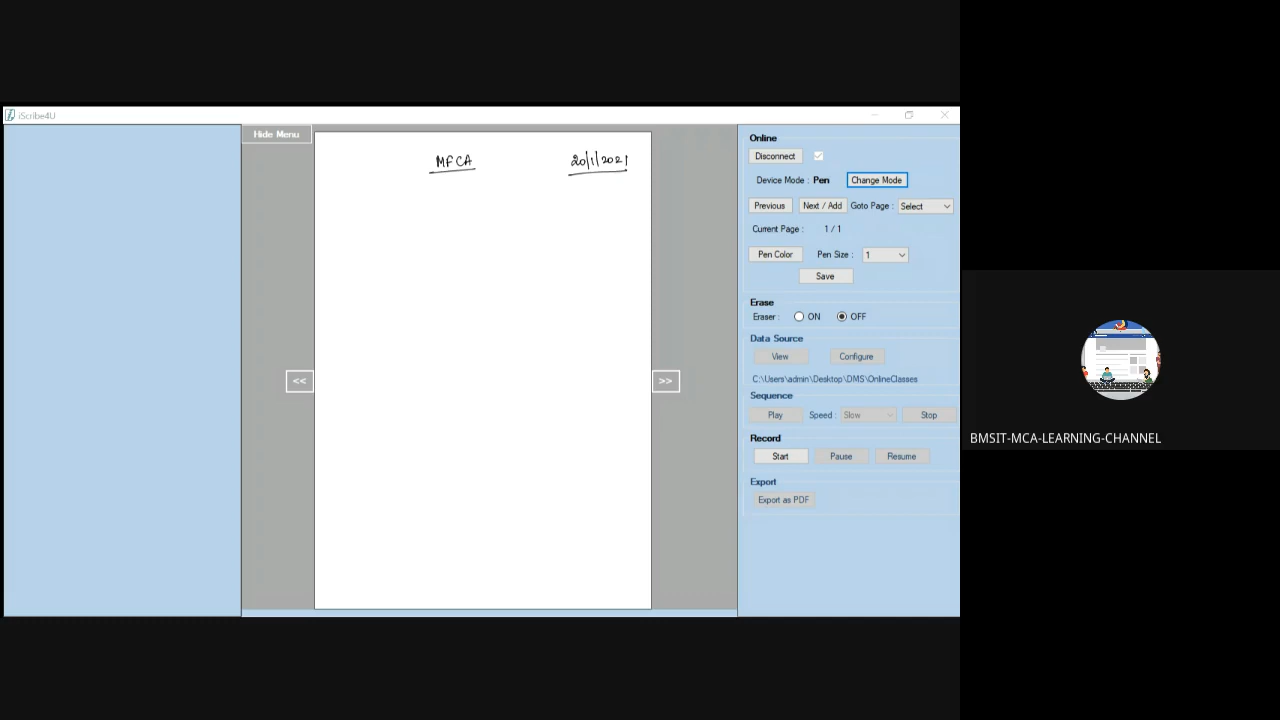 iScribe4U
Hide Menu
MFCA 20/1/2021
<<
>>
Online
Disconnect
Device Mode : Pen Change Mode
Previous Next / Add Goto Page : Select
Current Page : 1 / 1
Pen Color Pen Size : 1
Save
Erase
Eraser : ON OFF
Data Source
View Configure
C:\Users\admin\Desktop\DMS\OnlineClasses
Sequence
Play Speed : Slow Stop
Record
Start Pause Resume
Export
Export as PDF
BMSIT-MCA-LEARNING-CHANNEL